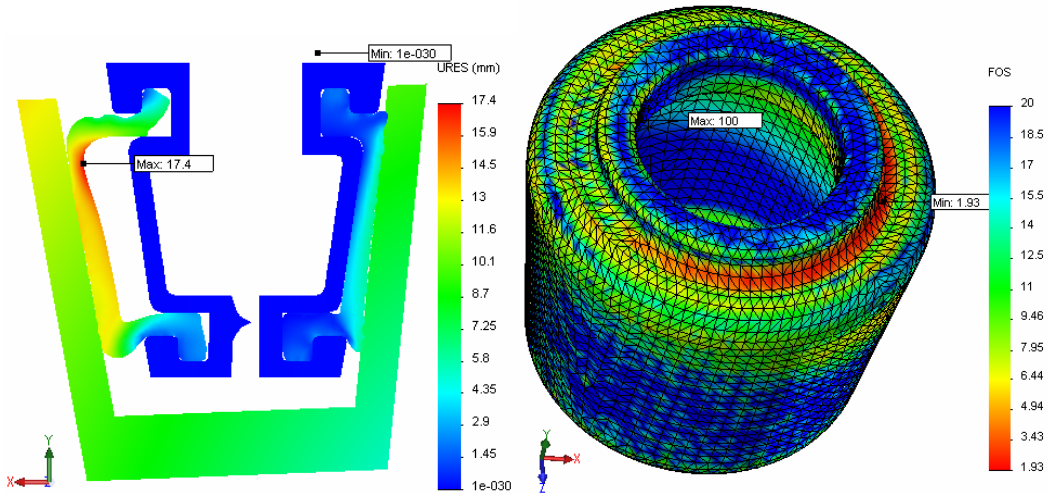 Min: 1e-030
URES (mm)
17.4
15.9
14.5
13
11.6
10.1
8.7
7.25
5.8
4.35
2.9
1.45
1e-030
Max: 17.4
Y
X
Z
FOS
20
18.5
17
15.5
14
12.5
11
9.46
7.95
6.44
4.94
3.43
1.93
Max: 100
Min: 1.93
Y
X
Z